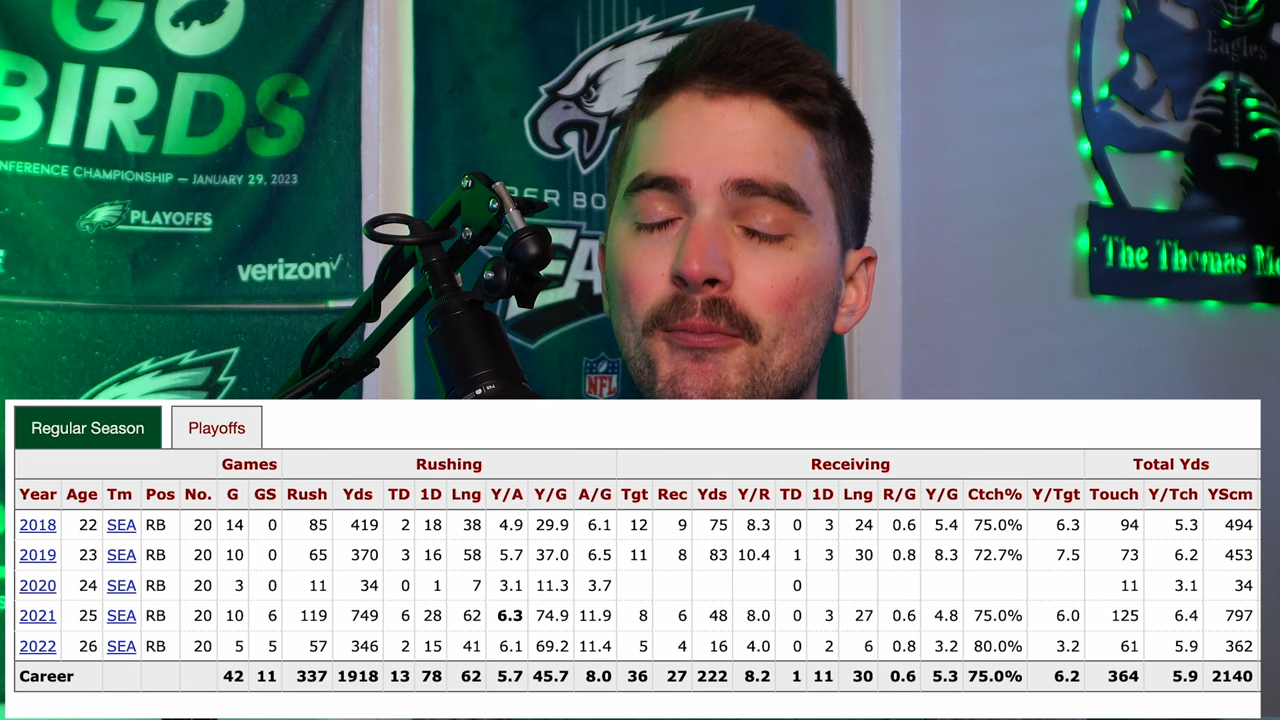 GO
BIRDS
NFERENCE CHAMPIONSHIP — JANUARY 29, 2023
PLAYOFFS
verizon
PER BO
EA
NFL
Eagles
The Thomas M
Regular Season Playoffs
Games Rushing Receiving Total Yds
Year Age Tm Pos No. G GS Rush Yds TD 1D Lng Y/A Y/G A/G Tgt Rec Yds Y/R TD 1D Lng R/G Y/G Ctch% Y/Tgt Touch Y/Tch YScm
2018 22 SEA RB 20 14 0 85 419 2 18 38 4.9 29.9 6.1 12 9 75 8.3 0 3 24 0.6 5.4 75.0% 6.3 94 5.3 494
2019 23 SEA RB 20 10 0 65 370 3 16 58 5.7 37.0 6.5 11 8 83 10.4 1 3 30 0.8 8.3 72.7% 7.5 73 6.2 453
2020 24 SEA RB 20 3 0 11 34 0 1 7 3.1 11.3 3.7 0 11 3.1 34
2021 25 SEA RB 20 10 6 119 749 6 28 62 6.3 74.9 11.9 8 6 48 8.0 0 3 27 0.6 4.8 75.0% 6.0 125 6.4 797
2022 26 SEA RB 20 5 5 57 346 2 15 41 6.1 69.2 11.4 5 4 16 4.0 0 2 6 0.8 3.2 80.0% 3.2 61 5.9 362
Career 42 11 337 1918 13 78 62 5.7 45.7 8.0 36 27 222 8.2 1 11 30 0.6 5.3 75.0% 6.2 364 5.9 2140